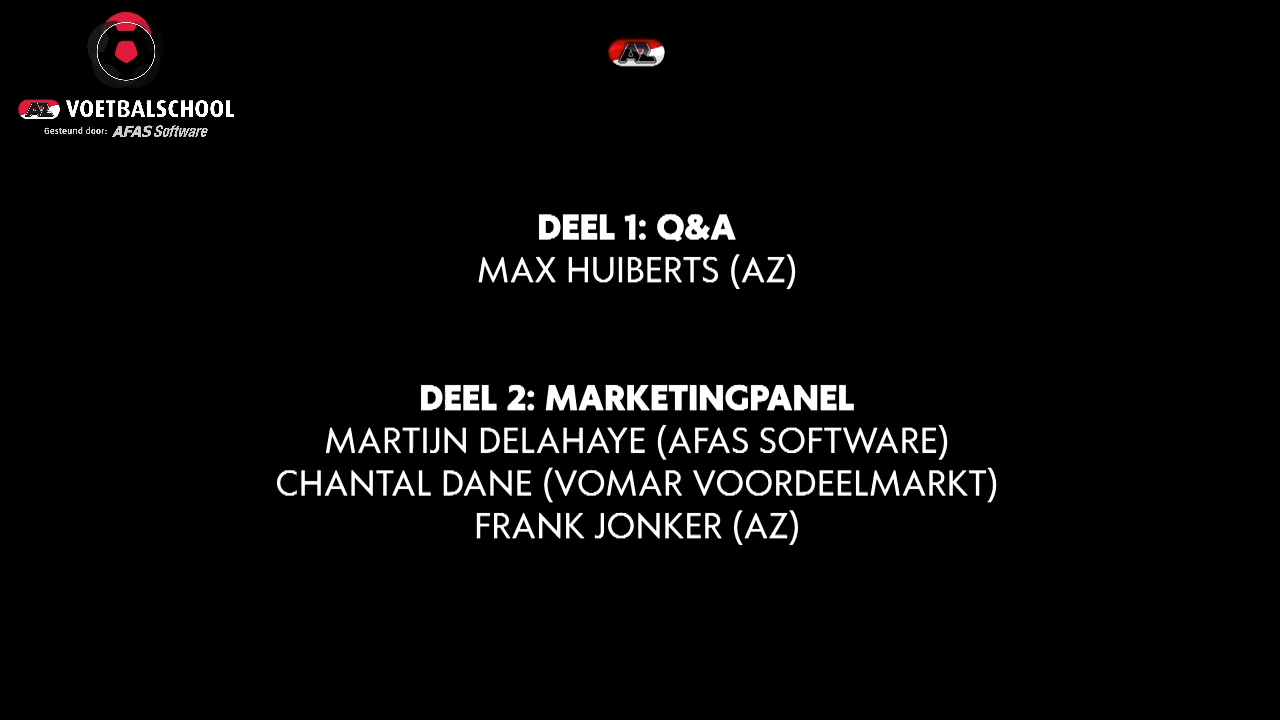 AZ
AZ VOETBALSCHOOL
Gesteund door: AFAS Software
DEEL 1: Q&A
MAX HUIBERTS (AZ)
DEEL 2: MARKETINGPANEL
MARTIJN DELAHAYE (AFAS SOFTWARE)
CHANTAL DANE (VOMAR VOORDEELMARKT)
FRANK JONKER (AZ)